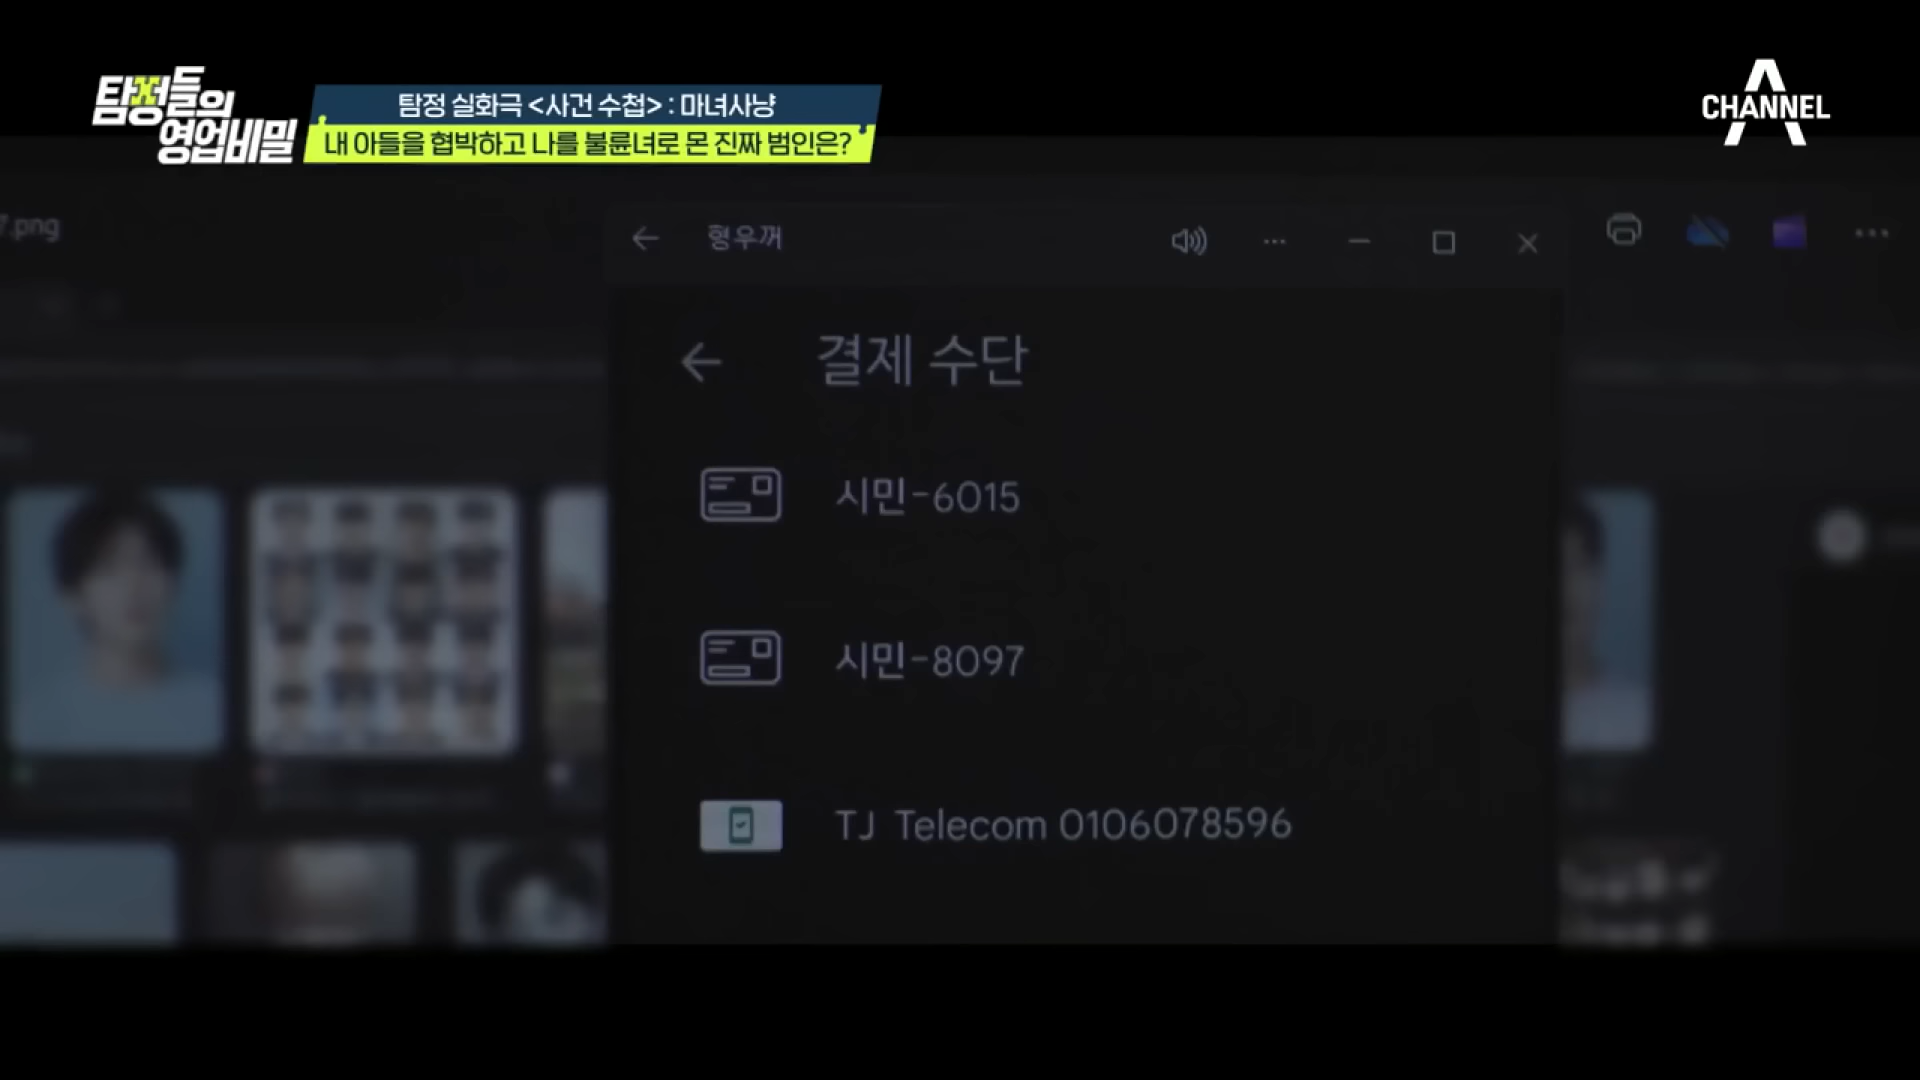 탐정들의
영업비밀
탐정 실화극 <사건 수첩> : 마녀사냥
내 아들을 협박하고 나를 불륜녀로 몬 진짜 범인은?
CHANNEL A
7.png
형우꺼
결제 수단
시민-6015
시민-8097
TJ Telecom 0106078596